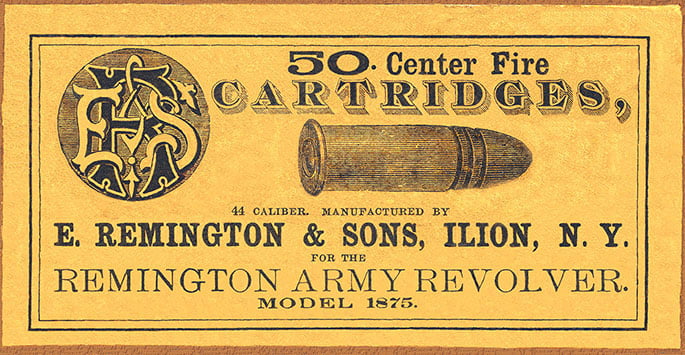 50. Center Fire
CARTRIDGES,
44 CALIBER. MANUFACTURED BY
E. REMINGTON & SONS, ILION, N. Y.
FOR THE
REMINGTON ARMY REVOLVER.
MODEL 1875.